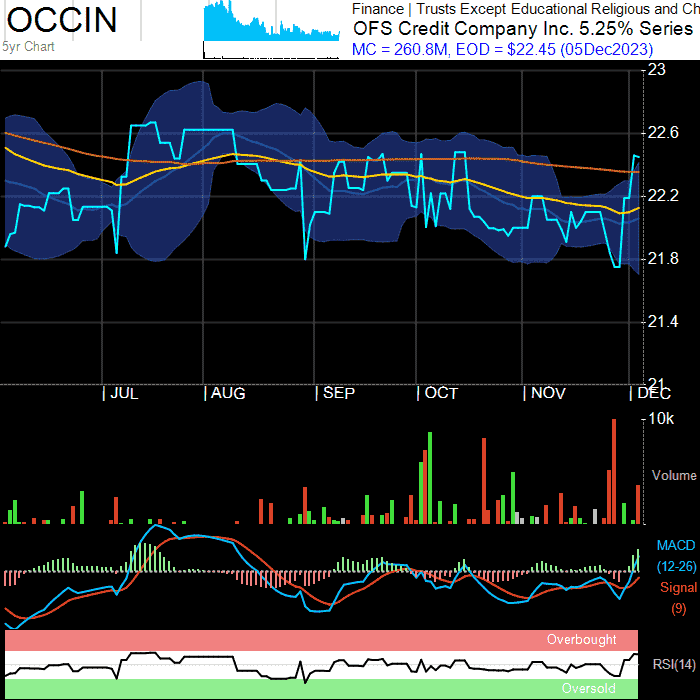 OCCIN
5yr Chart
Finance | Trusts Except Educational Religious and Ch
OFS Credit Company Inc. 5.25% Series
MC = 260.8M, EOD = $22.45 (05Dec2023)
23
22.6
22.2
21.8
21.4
21
| JUL | AUG | SEP | OCT | NOV | DEC
10k
Volume
MACD
(12-26)
Signal
(9)
Overbought
RSI(14)
Oversold